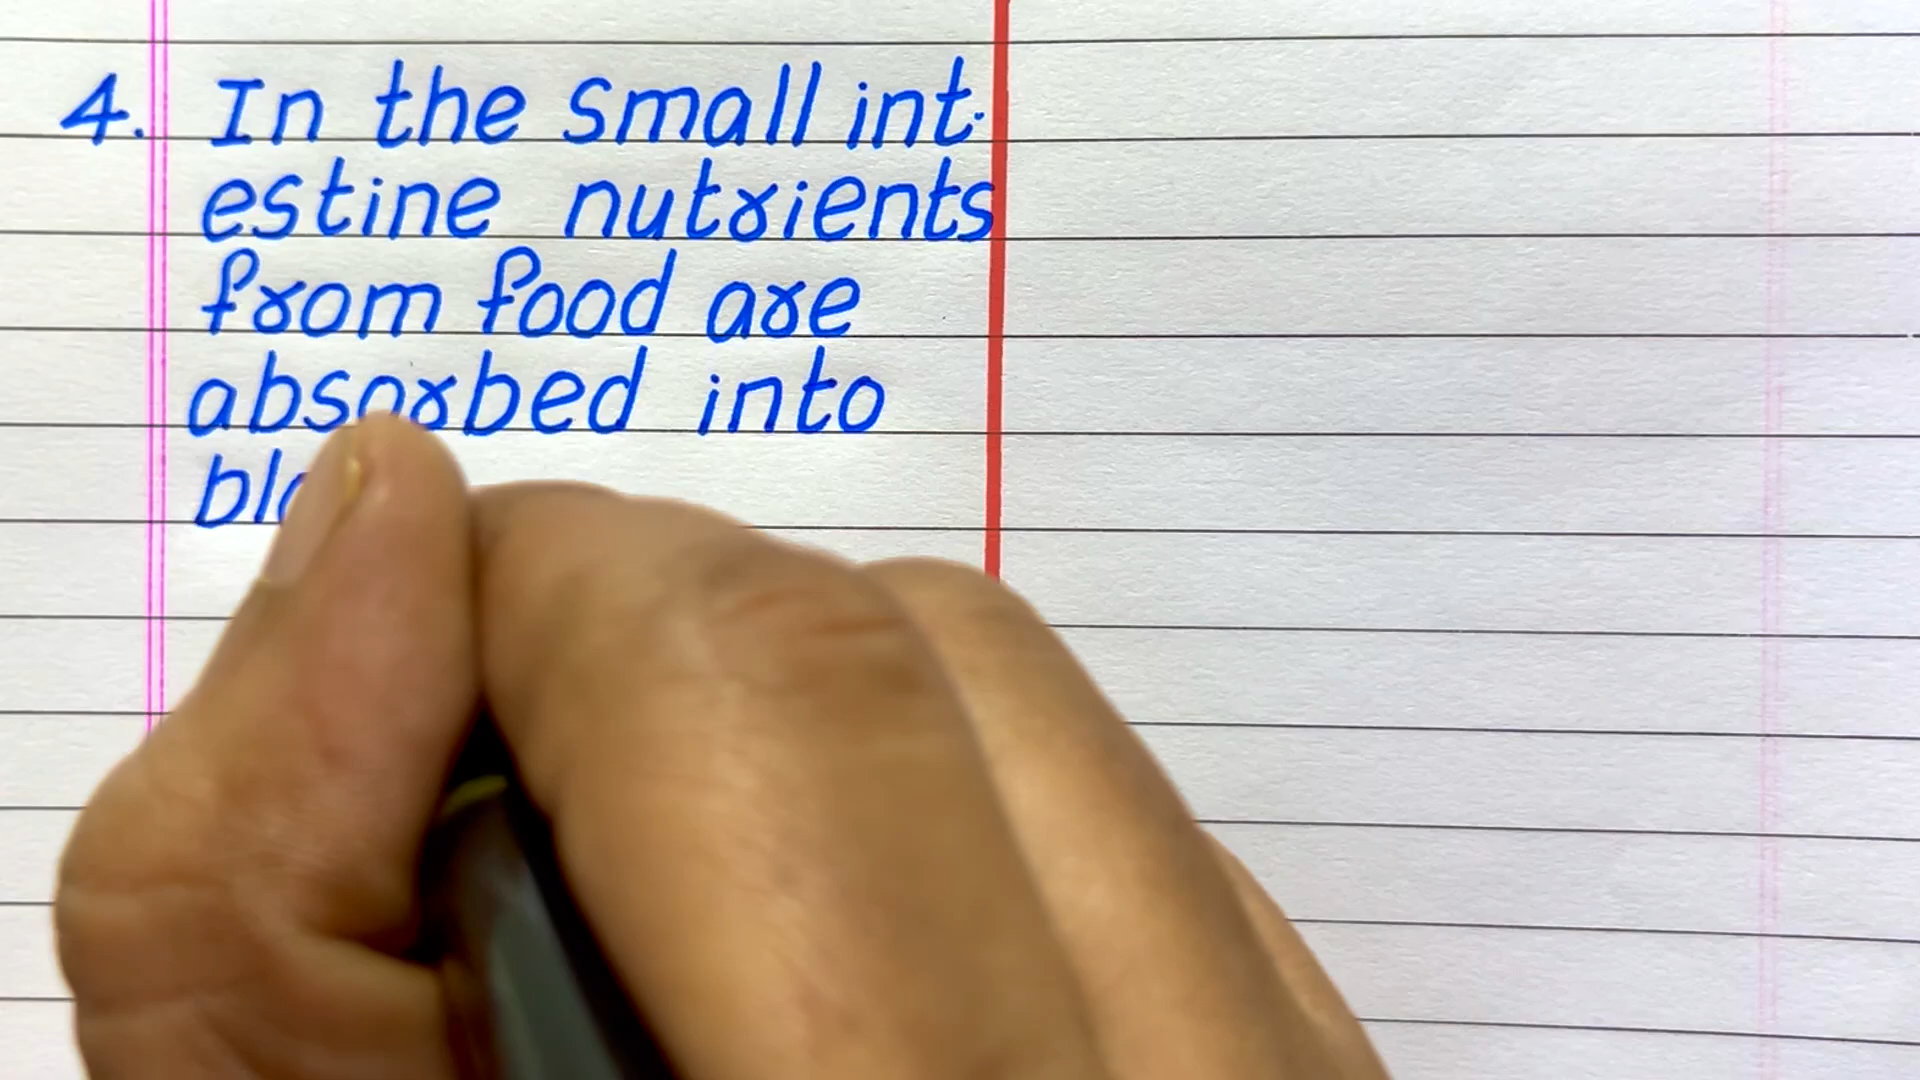 4. In the small int-
estine nutrients
from food are
absorbed into